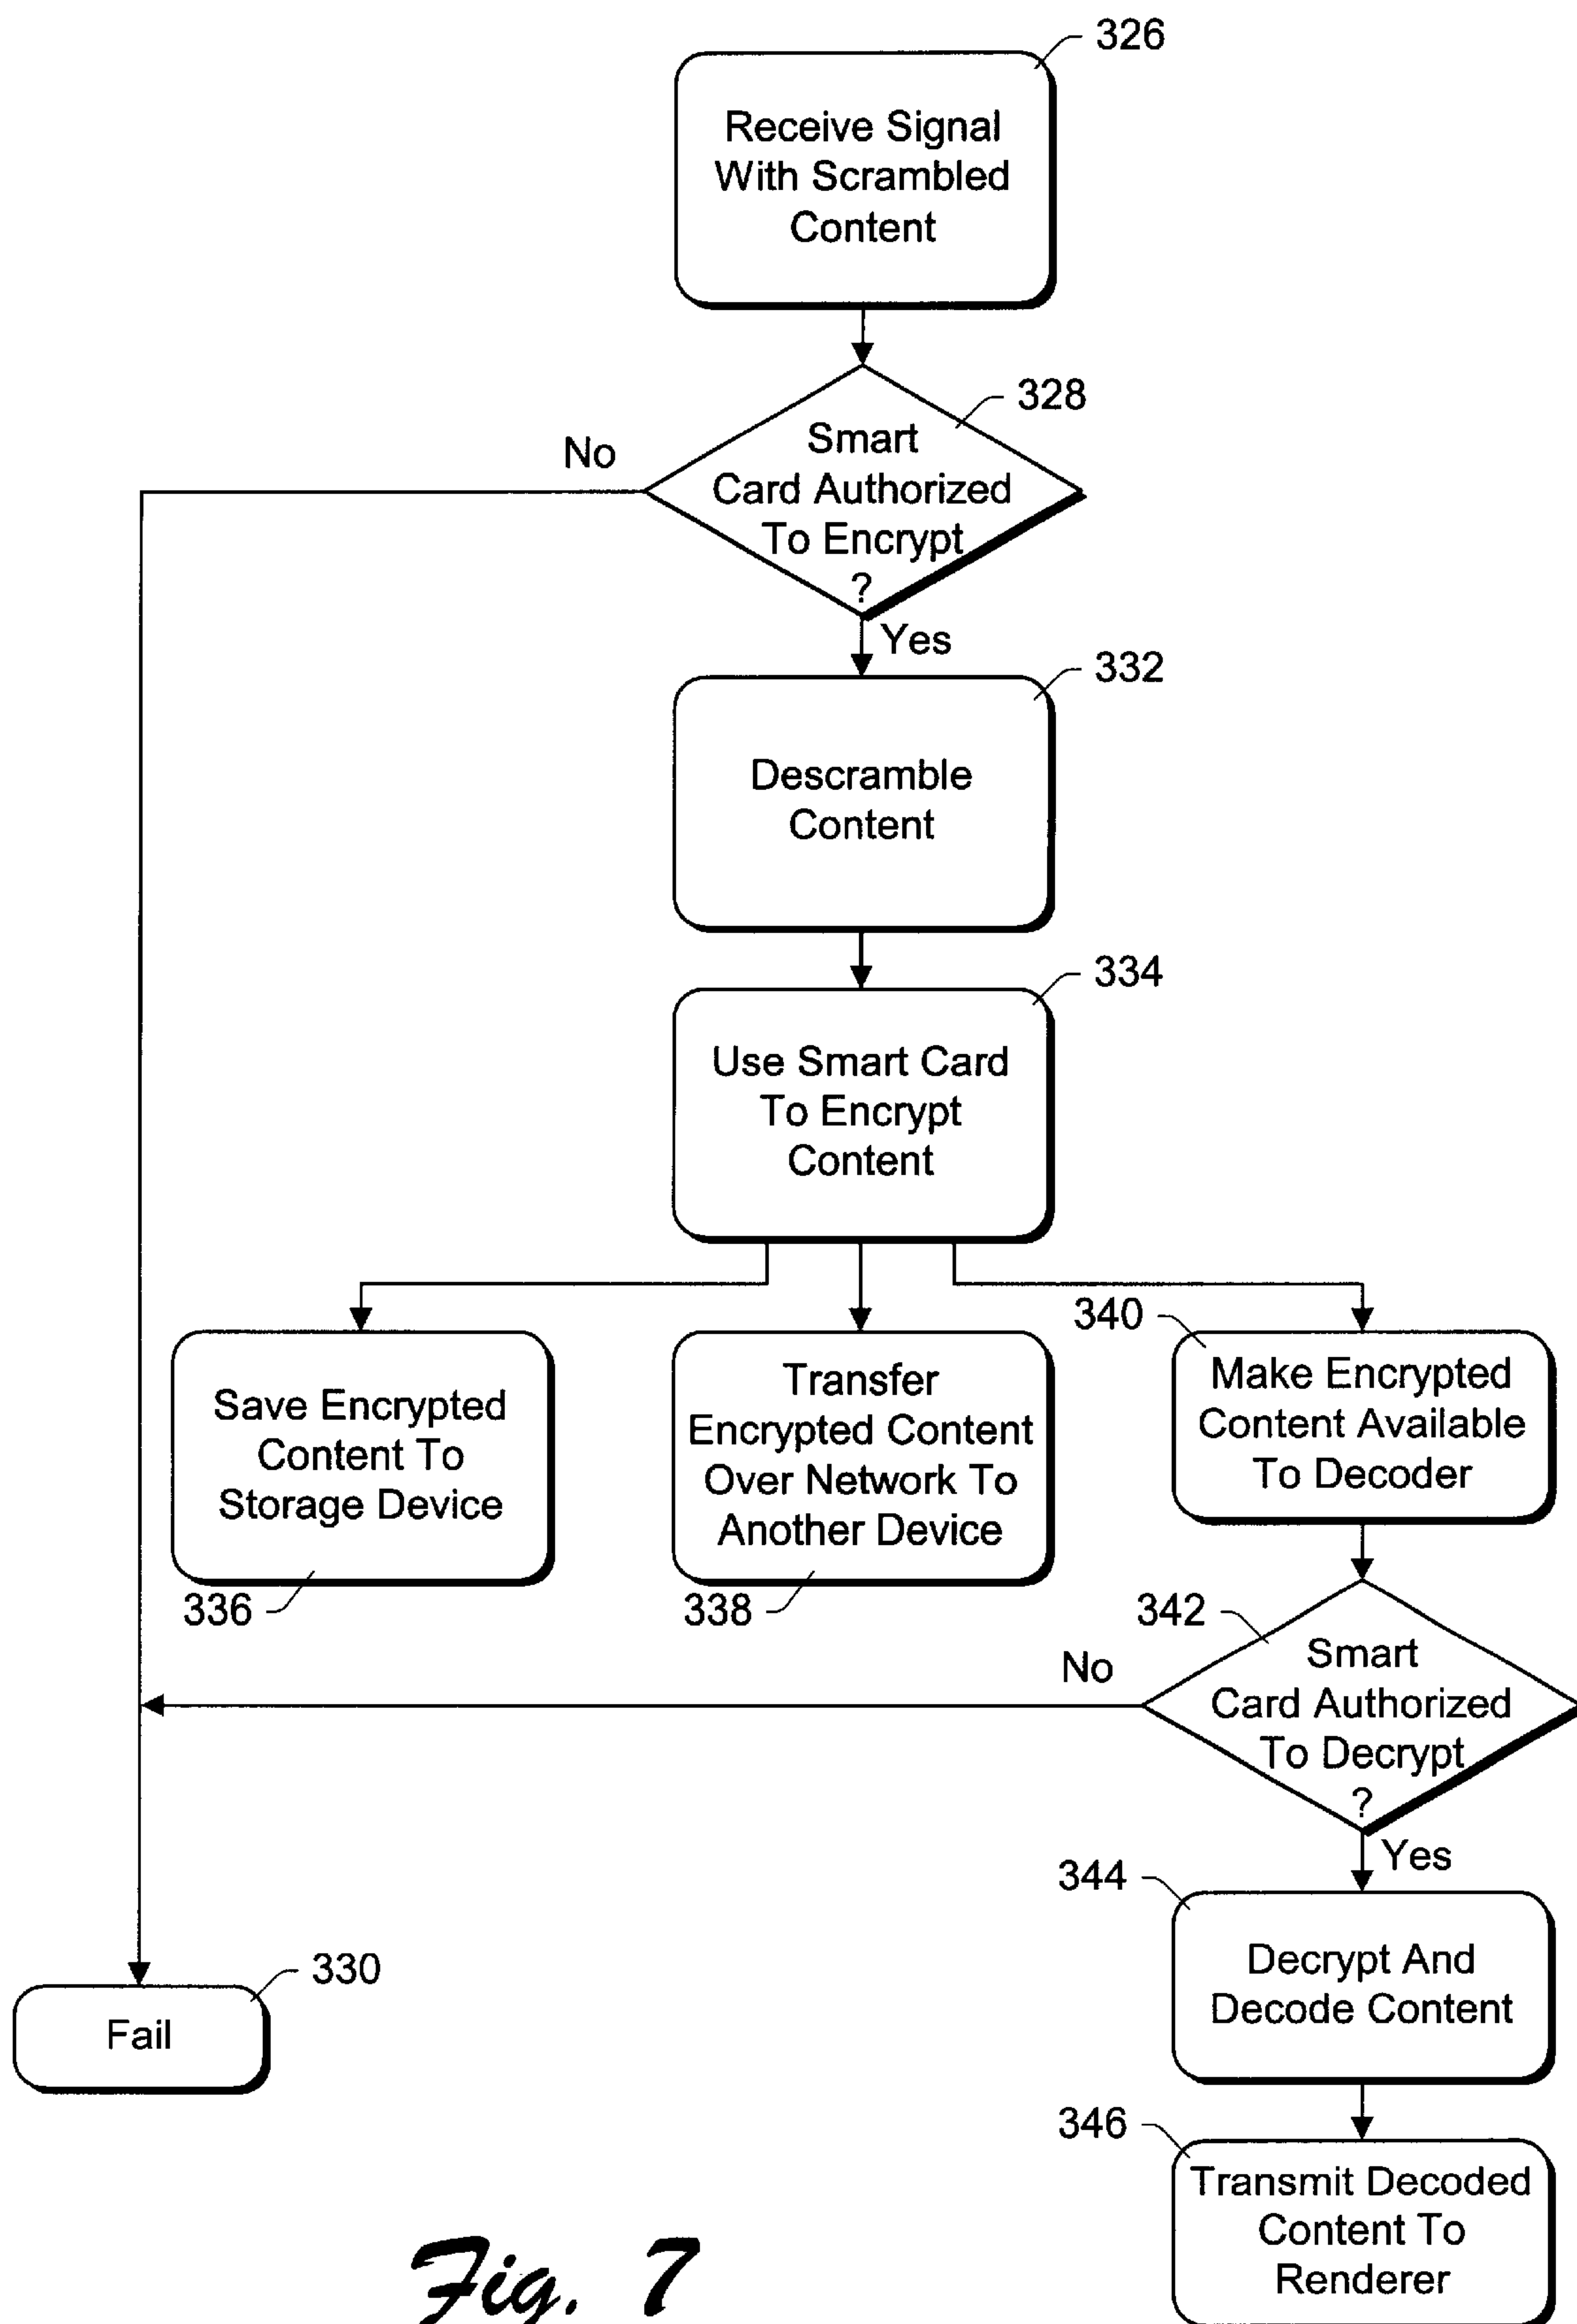 326
Receive Signal
With Scrambled
Content
328
Smart
Card Authorized
To Encrypt
?
No
Yes
332
Descramble
Content
334
Use Smart Card
To Encrypt
Content
336
Save Encrypted
Content To
Storage Device
338
Transfer
Encrypted Content
Over Network To
Another Device
340
Make Encrypted
Content Available
To Decoder
342
Smart
Card Authorized
To Decrypt
?
No
Yes
344
Decrypt And
Decode Content
330
Fail
346
Transmit Decoded
Content To
Renderer
Fig. 7